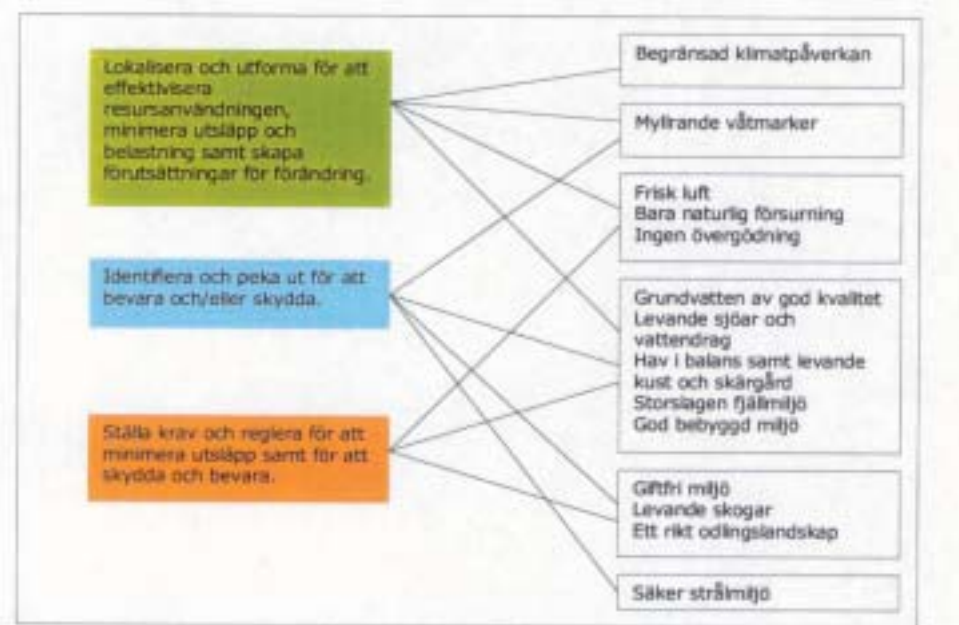 Lokalisera och utforma för att
effektivisera
resursanvändningen,
minimera utsläpp och
belastning samt skapa
förutsättningar för förändring.
Identifiera och peka ut för att
bevara och/eller skydda.
Ställa krav och reglera för att
minimera utsläpp samt för att
skydda och bevara.
Begränsad klimatpåverkan
Myllrande våtmarker
Frisk luft
Bara naturlig försurning
Ingen övergödning
Grundvatten av god kvalitet
Levande sjöar och
vattendrag
Hav i balans samt levande
kust och skärgård
Storslagen fjällmiljö
God bebyggd miljö
Giftfri miljö
Levande skogar
Ett rikt odlingslandskap
Säker strålmiljö